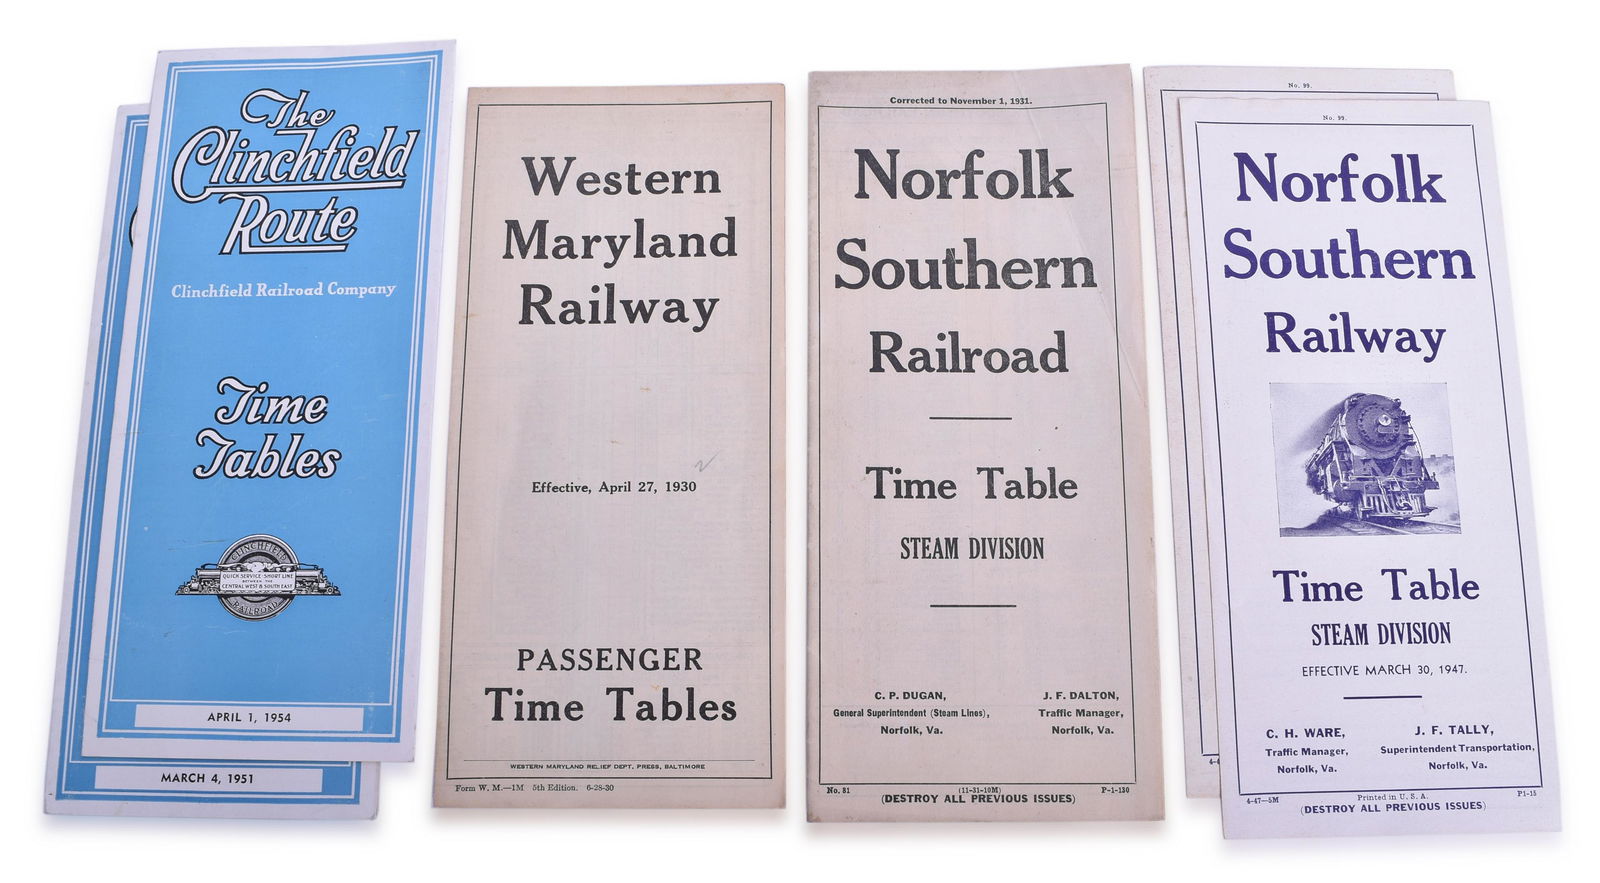 The
Clinchfield
Route
Clinchfield Railroad Company
Time
Tables
CLINCHFIELD
QUICK SERVICE SHORT LINE
BETWEEN THE
CENTRAL WEST & SOUTH EAST
RAILROAD
APRIL 1, 1954
MARCH 4, 1951
Western
Maryland
Railway
Effective, April 27, 1930
PASSENGER
Time Tables
WESTERN MARYLAND RELIEF DEPT. PRESS, BALTIMORE
Form W. M.—1M 5th Edition. 6-28-30
Corrected to November 1, 1931.
Norfolk
Southern
Railroad
Time Table
STEAM DIVISION
C. P. DUGAN,
General Superintendent (Steam Lines),
Norfolk, Va.
J. F. DALTON,
Traffic Manager,
Norfolk, Va.
No. 81 (11-31-10M) P-1-130
(DESTROY ALL PREVIOUS ISSUES)
No. 99.
4-4
No. 99.
Norfolk
Southern
Railway
Time Table
STEAM DIVISION
EFFECTIVE MARCH 30, 1947.
C. H. WARE,
Traffic Manager,
Norfolk, Va.
J. F. TALLY,
Superintendent Transportation,
Norfolk, Va.
4-47—5M Printed in U. S. A. P1-15
(DESTROY ALL PREVIOUS ISSUES)